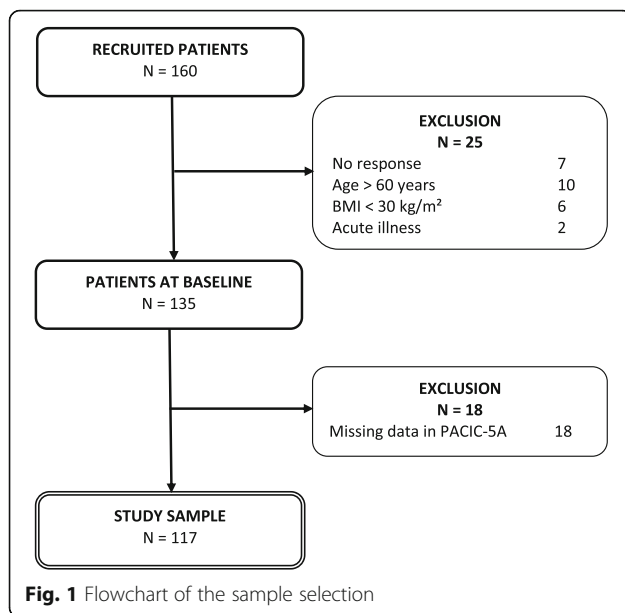 RECRUITED PATIENTS
N = 160
EXCLUSION
N = 25
No response 7
Age > 60 years 10
BMI < 30 kg/m² 6
Acute illness 2
PATIENTS AT BASELINE
N = 135
EXCLUSION
N = 18
Missing data in PACIC-5A 18
STUDY SAMPLE
N = 117
Fig. 1 Flowchart of the sample selection